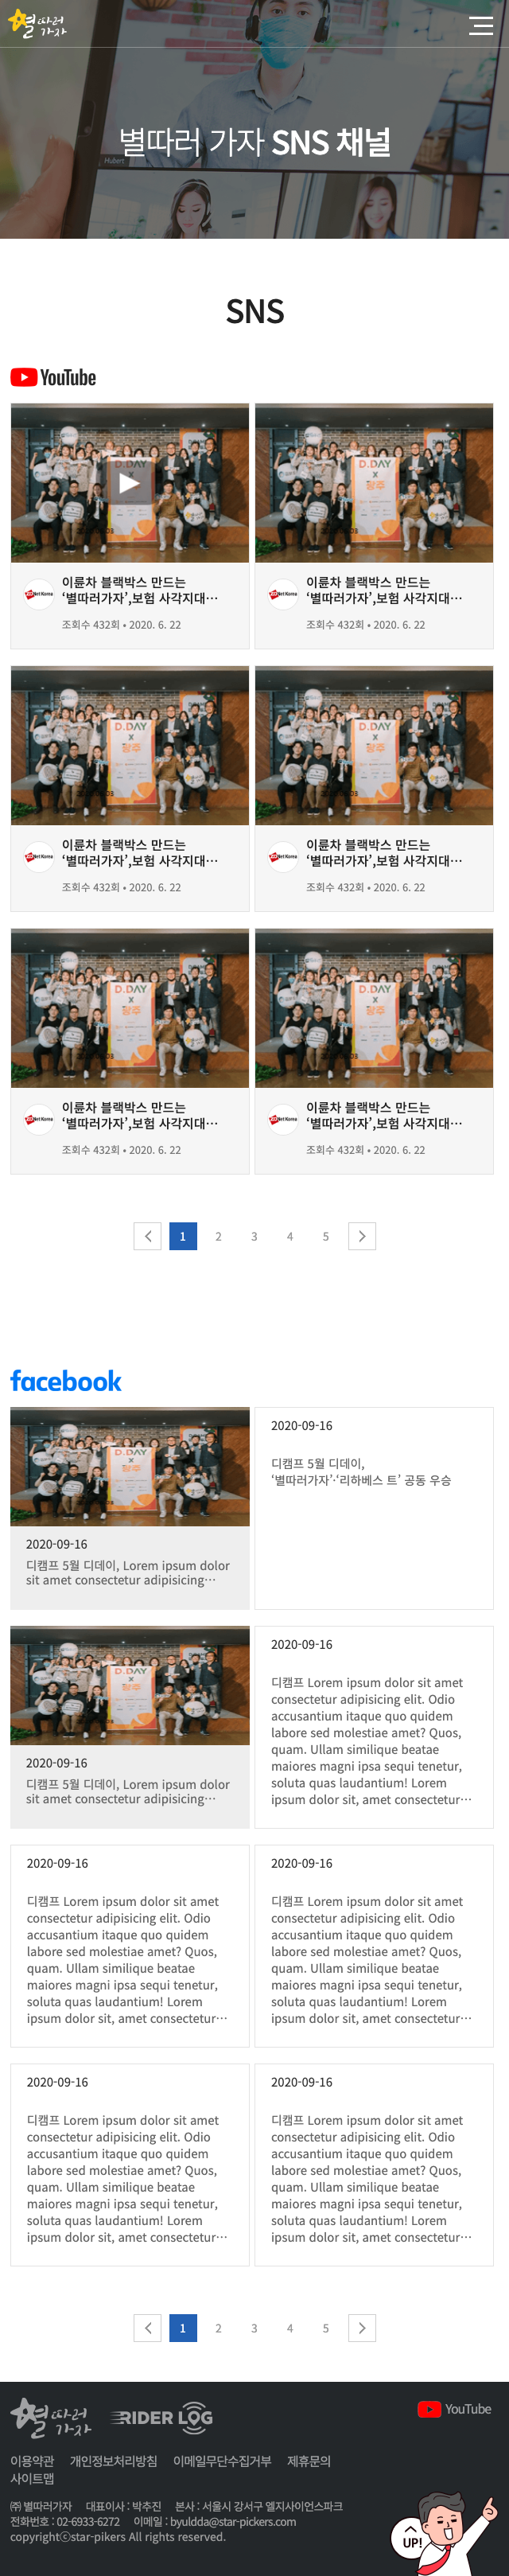 별따러
가자
Hubert
별따러 가자 SNS 채널
SNS
YouTube
D.DAY
X
광주
이륜차 블랙박스 만드는
‘별따러가자’,보험 사각지대…
조회수 432회 • 2020. 6. 22
D.DAY
X
광주
이륜차 블랙박스 만드는
‘별따러가자’,보험 사각지대…
조회수 432회 • 2020. 6. 22
D.DAY
X
광주
이륜차 블랙박스 만드는
‘별따러가자’,보험 사각지대…
조회수 432회 • 2020. 6. 22
D.DAY
X
광주
이륜차 블랙박스 만드는
‘별따러가자’,보험 사각지대…
조회수 432회 • 2020. 6. 22
D.DAY
X
광주
이륜차 블랙박스 만드는
‘별따러가자’,보험 사각지대…
조회수 432회 • 2020. 6. 22
D.DAY
X
광주
이륜차 블랙박스 만드는
‘별따러가자’,보험 사각지대…
조회수 432회 • 2020. 6. 22
1 2 3 4 5
facebook
D.DAY
X
광주
2020-09-16
디캠프 5월 디데이, Lorem ipsum dolor
sit amet consectetur adipisicing…
2020-09-16
디캠프 5월 디데이,
‘별따러가자’·‘리하베스 트’ 공동 우승
D.DAY
X
광주
2020-09-16
디캠프 5월 디데이, Lorem ipsum dolor
sit amet consectetur adipisicing…
2020-09-16
디캠프 Lorem ipsum dolor sit amet
consectetur adipisicing elit. Odio
accusantium itaque quo quidem
labore sed molestiae amet? Quos,
quam. Ullam similique beatae
maiores magni ipsa sequi tenetur,
soluta quas laudantium! Lorem
ipsum dolor sit, amet consectetur…
2020-09-16
디캠프 Lorem ipsum dolor sit amet
consectetur adipisicing elit. Odio
accusantium itaque quo quidem
labore sed molestiae amet? Quos,
quam. Ullam similique beatae
maiores magni ipsa sequi tenetur,
soluta quas laudantium! Lorem
ipsum dolor sit, amet consectetur…
2020-09-16
디캠프 Lorem ipsum dolor sit amet
consectetur adipisicing elit. Odio
accusantium itaque quo quidem
labore sed molestiae amet? Quos,
quam. Ullam similique beatae
maiores magni ipsa sequi tenetur,
soluta quas laudantium! Lorem
ipsum dolor sit, amet consectetur…
2020-09-16
디캠프 Lorem ipsum dolor sit amet
consectetur adipisicing elit. Odio
accusantium itaque quo quidem
labore sed molestiae amet? Quos,
quam. Ullam similique beatae
maiores magni ipsa sequi tenetur,
soluta quas laudantium! Lorem
ipsum dolor sit, amet consectetur…
2020-09-16
디캠프 Lorem ipsum dolor sit amet
consectetur adipisicing elit. Odio
accusantium itaque quo quidem
labore sed molestiae amet? Quos,
quam. Ullam similique beatae
maiores magni ipsa sequi tenetur,
soluta quas laudantium! Lorem
ipsum dolor sit, amet consectetur…
1 2 3 4 5
별따러
가자
RIDER LOG
YouTube
이용약관 개인정보처리방침 이메일무단수집거부 제휴문의
사이트맵
㈜ 별따러가자 대표이사 : 박추진 본사 : 서울시 강서구 엘지사이언스파크
전화번호 : 02-6933-6272 이메일 : byuldda@star-pickers.com
copyrightⓒstar-pikers All rights reserved.
UP!